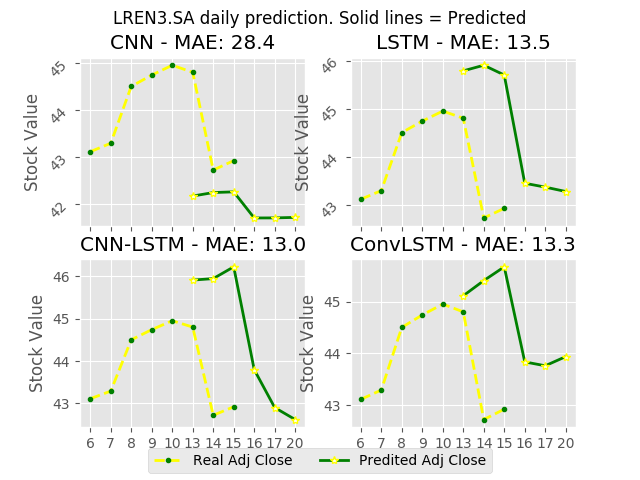 LREN3.SA daily prediction. Solid lines = Predicted
CNN - MAE: 28.4
LSTM - MAE: 13.5
Stock Value
45
44
43
42
Stock Value
46
45
44
43
CNN-LSTM - MAE: 13.0
ConvLSTM - MAE: 13.3
Stock Value
46
45
44
43
6 7 8 9 10 13 14 15 16 17 20
Stock Value
45
44
43
6 7 8 9 10 13 14 15 16 17 20
Real Adj Close
Predited Adj Close